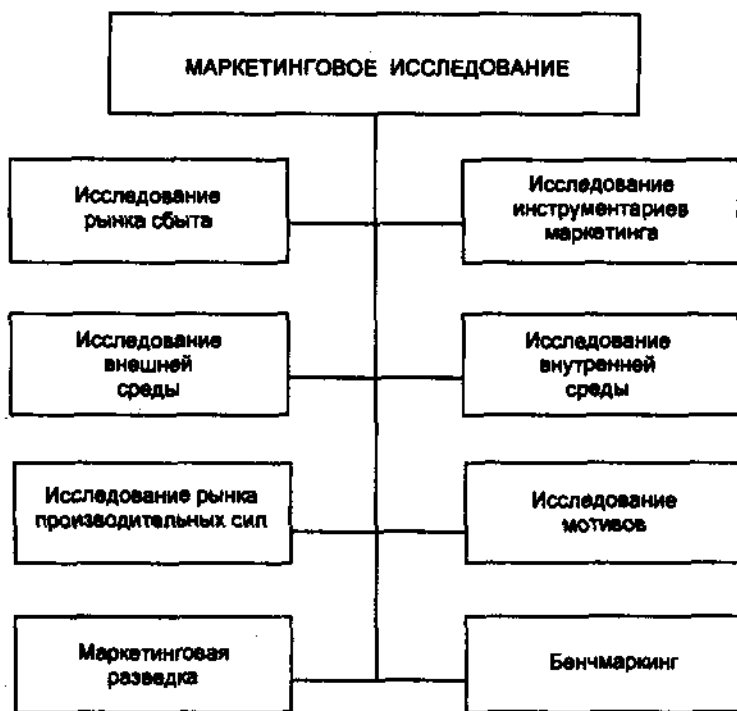 МАРКЕТИНГОВОЕ ИССЛЕДОВАНИЕ
Исследование
рынка сбыта
Исследование
инструментариев
маркетинга
Исследование
внешней
среды
Исследование
внутренней
среды
Исследование рынка
производительных сил
Исследование
мотивов
Маркетинговая
разведка
Бенчмаркинг